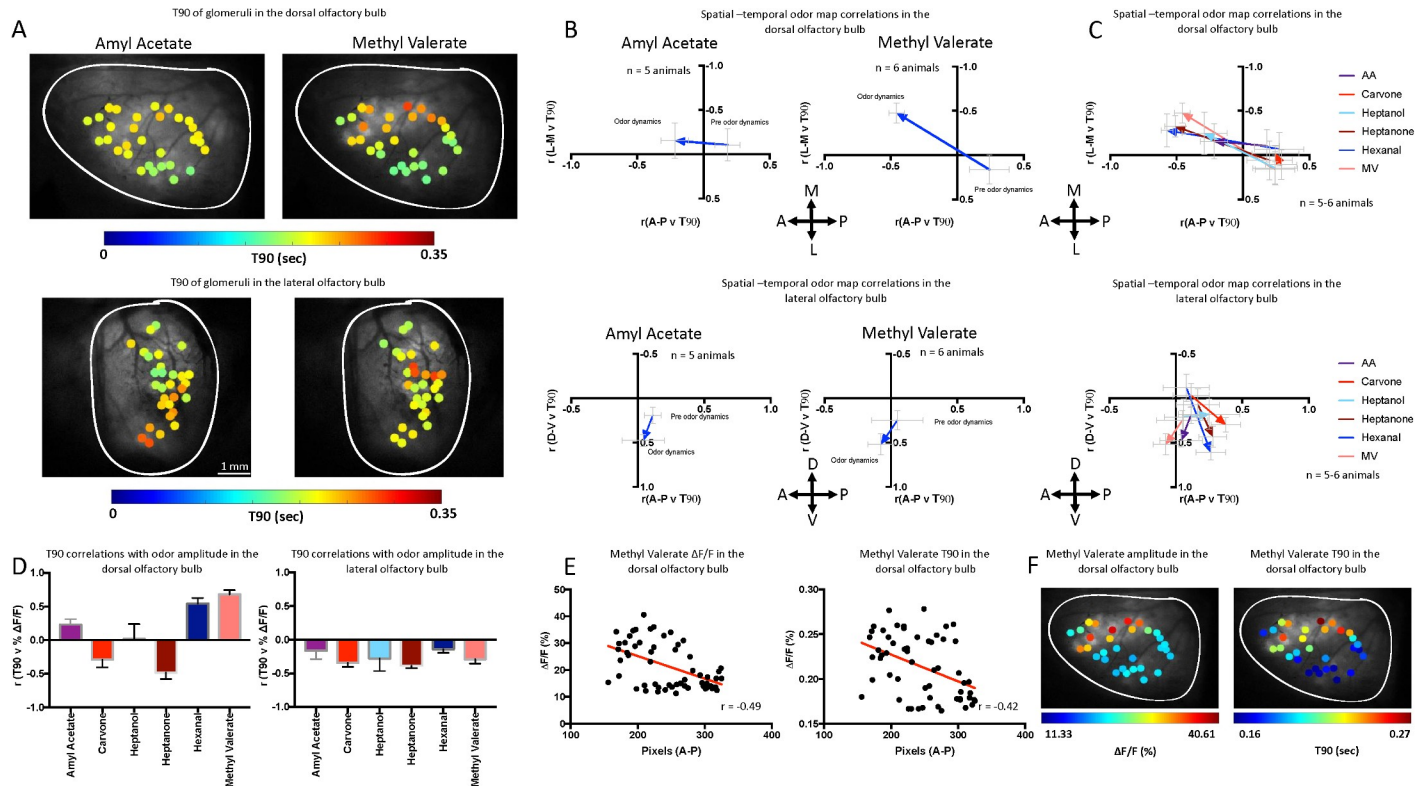 A
T90 of glomeruli in the dorsal olfactory bulb
Amyl Acetate
Methyl Valerate
0
0.35
T90 (sec)
T90 of glomeruli in the lateral olfactory bulb
1 mm
0
0.35
T90 (sec)
B
Spatial –temporal odor map correlations in the
dorsal olfactory bulb
Amyl Acetate
n = 5 animals
-1.0
-0.5
0.5
-1.0
-0.5
0.5
Odor dynamics
Pre odor dynamics
r (L-M v T90)
r(A-P v T90)
Methyl Valerate
n = 6 animals
-1.0
-0.5
0.5
-1.0
-0.5
0.5
Odor dynamics
Pre odor dynamics
r (L-M v T90)
r(A-P v T90)
M
A
P
L
M
A
P
L
C
Spatial –temporal odor map correlations in the
dorsal olfactory bulb
-1.0
-0.5
0.5
-1.0
-0.5
0.5
r (L-M v T90)
r(A-P v T90)
AA
Carvone
Heptanol
Heptanone
Hexanal
MV
n = 5-6 animals
Spatial –temporal odor map correlations in the
lateral olfactory bulb
Amyl Acetate
n = 5 animals
-0.5
0.5
1.0
-0.5
0.5
1.0
Pre odor dynamics
Odor dynamics
r (D-V v T90)
r(A-P v T90)
Methyl Valerate
n = 6 animals
-0.5
0.5
1.0
-0.5
0.5
1.0
Pre odor dynamics
Odor dynamics
r (D-V v T90)
r(A-P v T90)
D
A
P
V
D
A
P
V
Spatial –temporal odor map correlations in the
lateral olfactory bulb
-0.5
0.5
1.0
-0.5
0.5
1.0
r (D-V v T90)
r(A-P v T90)
AA
Carvone
Heptanol
Heptanone
Hexanal
MV
n = 5-6 animals
D
T90 correlations with odor amplitude in the
dorsal olfactory bulb
r (T90 v % ΔF/F)
1.0
0.5
0.0
-0.5
-1.0
Amyl Acetate
Carvone
Heptanol
Heptanone
Hexanal
Methyl Valerate
T90 correlations with odor amplitude in the
lateral olfactory bulb
r (T90 v % ΔF/F)
1.0
0.5
0.0
-0.5
-1.0
Amyl Acetate
Carvone
Heptanol
Heptanone
Hexanal
Methyl Valerate
E
Methyl Valerate ΔF/F in the
dorsal olfactory bulb
ΔF/F (%)
50
40
30
20
10
0
100
200
300
400
r = -0.49
Pixels (A-P)
Methyl Valerate T90 in the
dorsal olfactory bulb
ΔF/F (%)
0.30
0.25
0.20
0.15
100
200
300
400
r = -0.42
Pixels (A-P)
F
Methyl Valerate amplitude in the
dorsal olfactory bulb
11.33
40.61
ΔF/F (%)
Methyl Valerate T90 in the
dorsal olfactory bulb
0.16
0.27
T90 (sec)